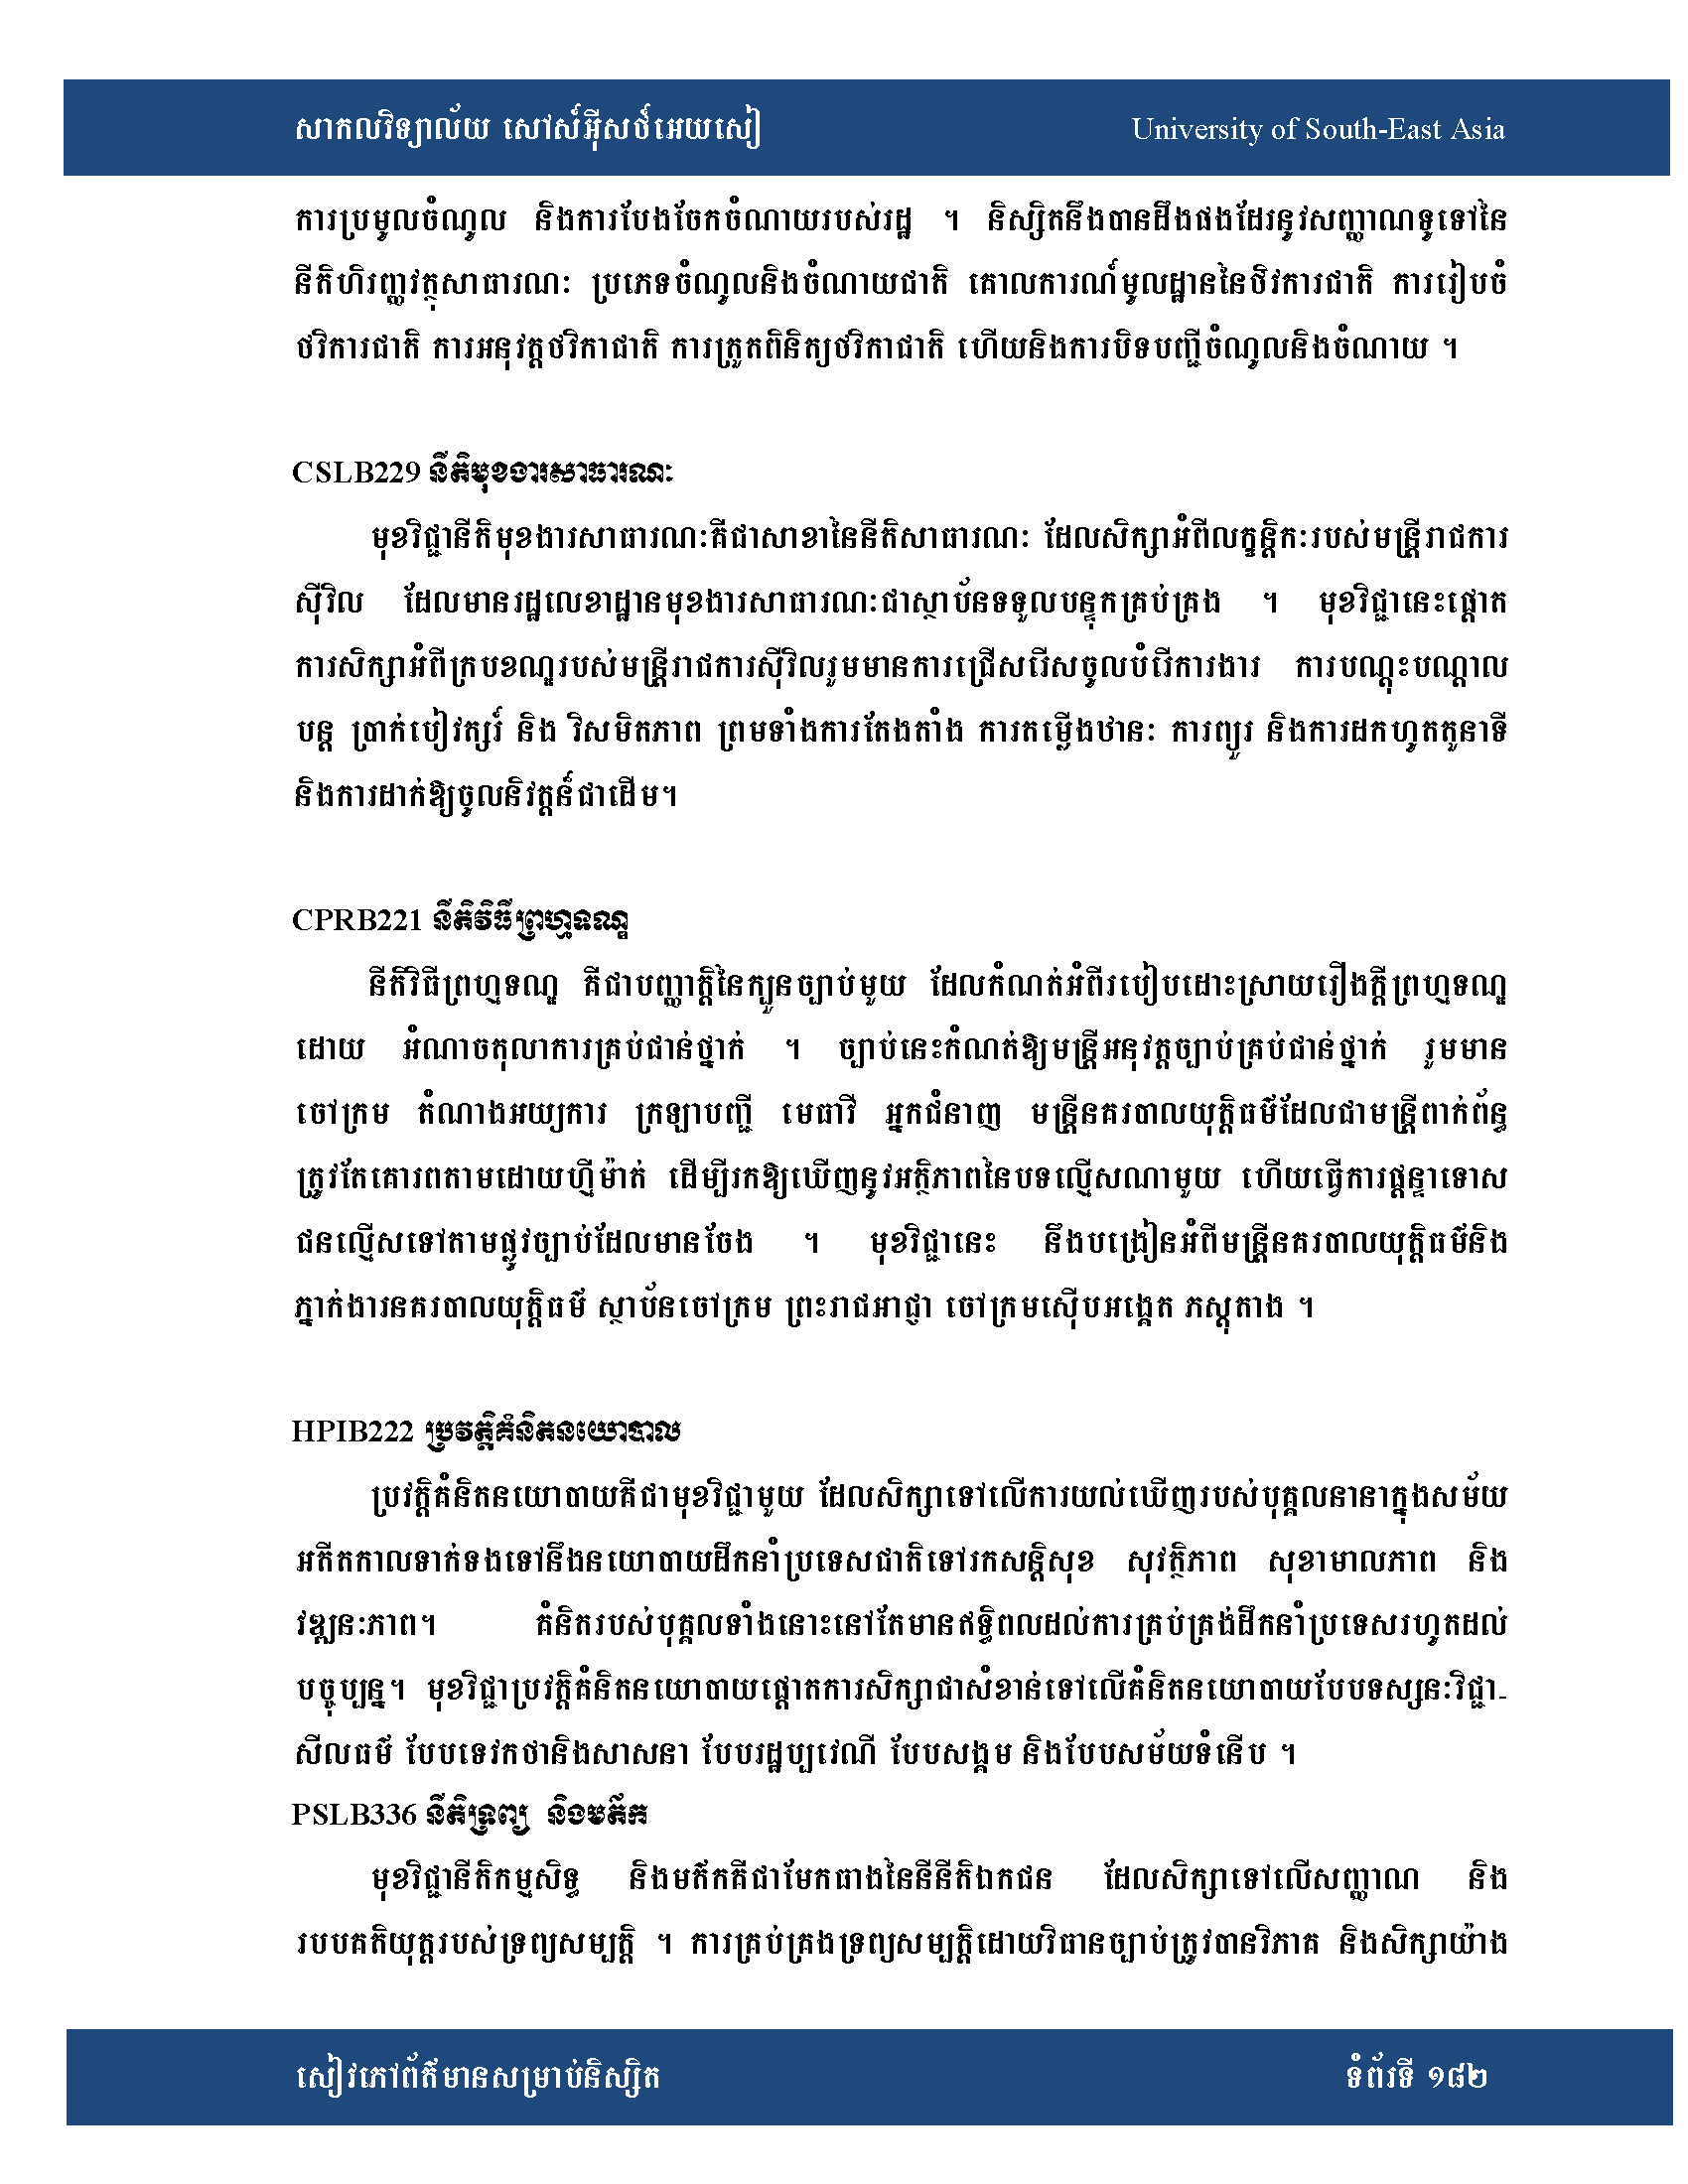 សាកលវិទ្យាល័យ សៅស៍អ៊ីសថ៍អេយសៀ University of South-East Asia
ការប្រមូលចំណូល និងការបែងចែកចំណាយរបស់រដ្ឋ ។ និស្សិតនឹងបានដឹងផងដែរនូវសញ្ញាណទូទៅនៃ
នីតិហិរញ្ញវត្ថុសាធារណៈ ប្រភេទចំណូលនិងចំណាយជាតិ គោលការណ៍មូលដ្ឋាននៃថវិការជាតិ ការរៀបចំ
ថវិការជាតិ ការអនុវត្តថវិកាជាតិ ការត្រួតពិនិត្យថវិកាជាតិ ហើយនិងការបិទបញ្ជីចំណូលនិងចំណាយ ។
CSLB229 នីតិមុខងារសាធារណៈ
មុខវិជ្ជានីតិមុខងារសាធារណៈគឺជាសាខានៃនីតិសាធារណៈ ដែលសិក្សាអំពីលក្ខន្តិកៈរបស់មន្ត្រីរាជការ
ស៊ីវិល ដែលមានរដ្ឋលេខាដ្ឋានមុខងារសាធារណៈជាស្ថាប័នទទួលបន្ទុកគ្រប់គ្រង ។ មុខវិជ្ជានេះផ្តោត
ការសិក្សាអំពីក្របខណ្ឌរបស់មន្ត្រីរាជការស៊ីវិលរួមមានការជ្រើសរើសចូលបំរើការងារ ការបណ្តុះបណ្តាល
បន្ត ប្រាក់បៀវត្សរ៍ និង វិសមិតភាព ព្រមទាំងការតែងតាំង ការតម្លើងឋានៈ ការព្យួរ និងការដកហូតតួនាទី
និងការដាក់ឱ្យចូលនិវត្តន៍ជាដើម។
CPRB221 នីតិវិធីព្រហ្មទណ្ឌ
នីតិវិធីព្រហ្មទណ្ឌ គឺជាបញ្ញាត្តិនៃក្បួនច្បាប់មួយ ដែលកំណត់អំពីរបៀបដោះស្រាយរឿងក្តីព្រហ្មទណ្ឌ
ដោយ អំណាចតុលាការគ្រប់ជាន់ថ្នាក់ ។ ច្បាប់នេះកំណត់ឱ្យមន្ត្រីអនុវត្តច្បាប់គ្រប់ជាន់ថ្នាក់ រួមមាន
ចៅក្រម តំណាងអយ្យការ ក្រឡាបញ្ជី មេធាវី អ្នកជំនាញ មន្ត្រីនគរបាលយុត្តិធម៌ដែលជាមន្ត្រីពាក់ព័ន្ធ
ត្រូវតែគោរពតាមដោយហ្មឺម៉ាត់ ដើម្បីរកឱ្យឃើញនូវអត្ថិភាពនៃបទល្មើសណាមួយ ហើយធ្វើការផ្តន្ទាទោស
ជនល្មើសទៅតាមផ្លូវច្បាប់ដែលមានចែង ។ មុខវិជ្ជានេះ នឹងបង្រៀនអំពីមន្ត្រីនគរបាលយុត្តិធម៌និង
ភ្នាក់ងារនគរបាលយុត្តិធម៌ ស្ថាប័នចៅក្រម ព្រះរាជអាជ្ញា ចៅក្រមស៊ើបអង្គេត ភស្តុតាង ។
HPIB222 ប្រវត្តិគំនិតនយោបាល
ប្រវត្តិគំនិតនយោបាយគឺជាមុខវិជ្ជាមួយ ដែលសិក្សាទៅលើការយល់ឃើញរបស់បុគ្គលនានាក្នុងសម័យ
អតីតកាលទាក់ទងទៅនឹងនយោបាយដឹកនាំប្រទេសជាតិទៅរកសន្តិសុខ សុវត្ថិភាព សុខាមាលភាព និង
វឌ្ឍនៈភាព។ គំនិតរបស់បុគ្គលទាំងនោះនៅតែមានឥទ្ធិពលដល់ការគ្រប់គ្រង់ដឹកនាំប្រទេសរហូតដល់
បច្ចុប្បន្ន។ មុខវិជ្ជាប្រវត្តិគំនិតនយោបាយផ្តោតការសិក្សាជាសំខាន់ទៅលើគំនិតនយោបាយបែបទស្សនៈវិជ្ជា-
សីលធម៌ បែបទេវកថានិងសាសនា បែបរដ្ឋប្បវេណី បែបសង្គម និងបែបសម័យទំនើប ។
PSLB336 នីតិទ្រព្យ និងមត៌ក
មុខវិជ្ជានីតិកម្មសិទ្ធ និងមត៌កគឺជាមែកធាងនៃនីនីតិឯកជន ដែលសិក្សាទៅលើសញ្ញាណ និង
របបគតិយុត្តរបស់ទ្រព្យសម្បត្តិ ។ ការគ្រប់គ្រងទ្រព្យសម្បត្តិដោយវិធានច្បាប់ត្រូវបានវិភាគ និងសិក្សាយ៉ាង
សៀវភៅព័ត៌មានសម្រាប់និស្សិត ទំព័រទី ១៨២